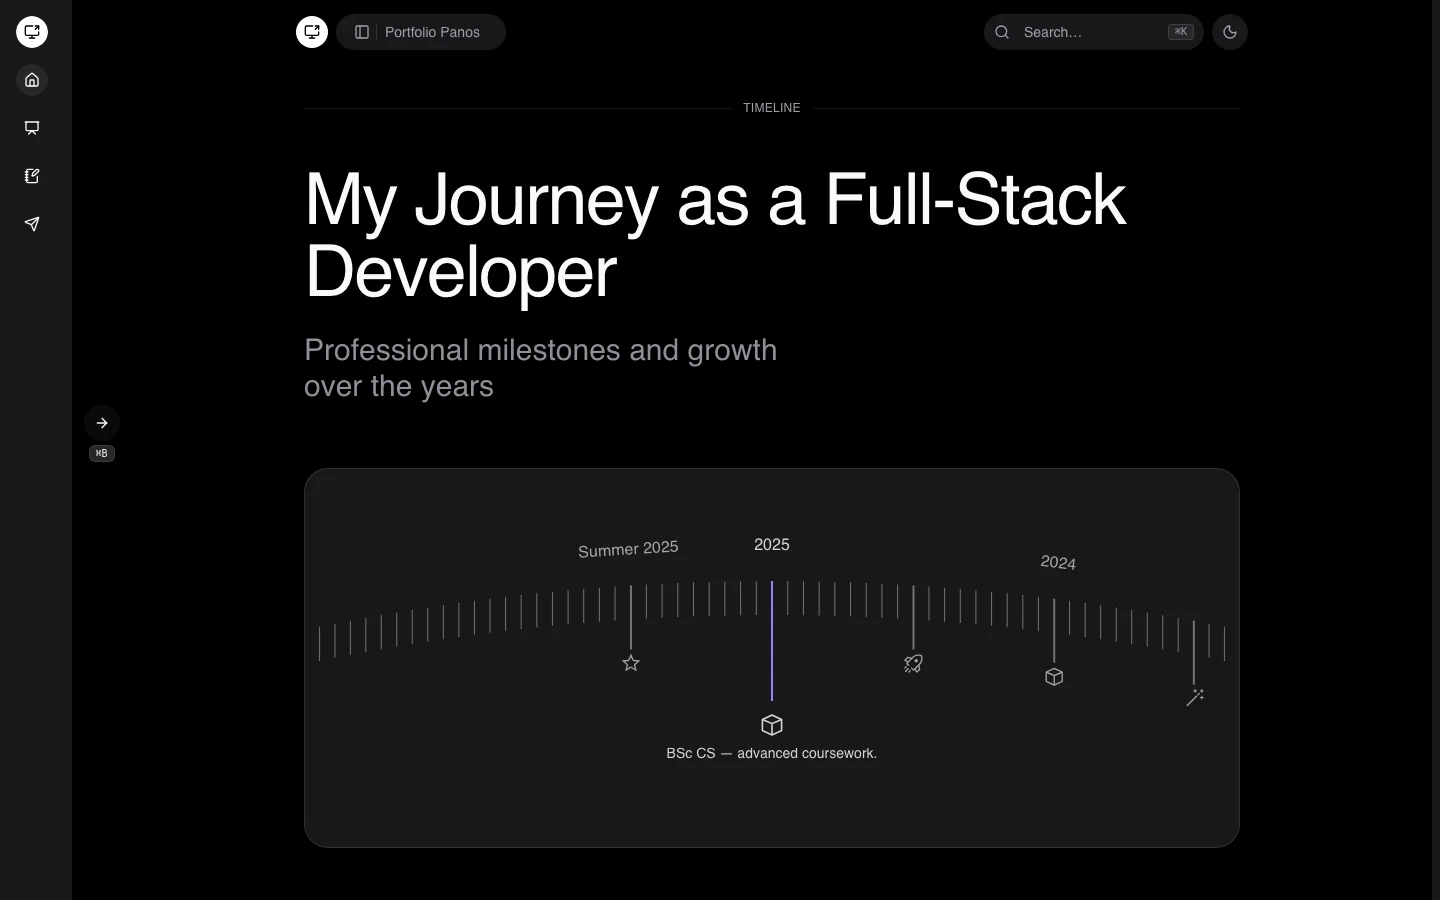 Portfolio Panos
Search…
⌘K
TIMELINE
My Journey as a Full-Stack
Developer
Professional milestones and growth
over the years
⌘B
Summer 2025
2025
2024
BSc CS — advanced coursework.